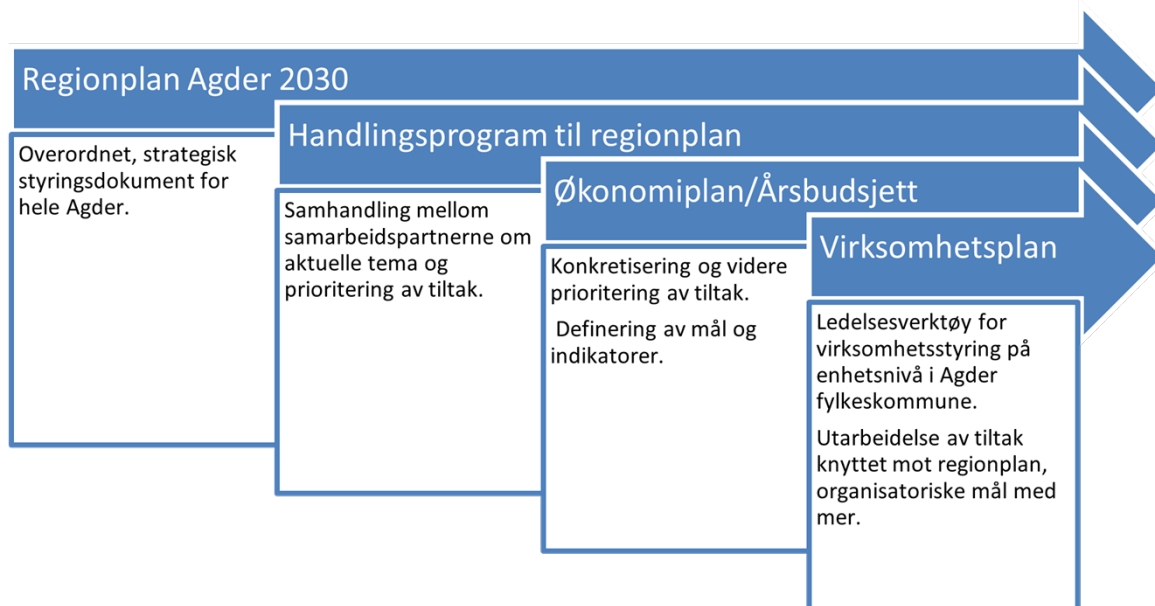 Regionplan Agder 2030
Overordnet, strategisk
styringsdokument for
hele Agder.
Handlingsprogram til regionplan
Samhandling mellom
samarbeidspartnerne om
aktuelle tema og
prioritering av tiltak.
Økonomiplan/Årsbudsjett
Konkretisering og videre
prioritering av tiltak.
Definering av mål og
indikatorer.
Virksomhetsplan
Ledelsesverktøy for
virksomhetsstyring på
enhetsnivå i Agder
fylkeskommune.
Utarbeidelse av tiltak
knyttet mot regionplan,
organisatoriske mål med
mer.